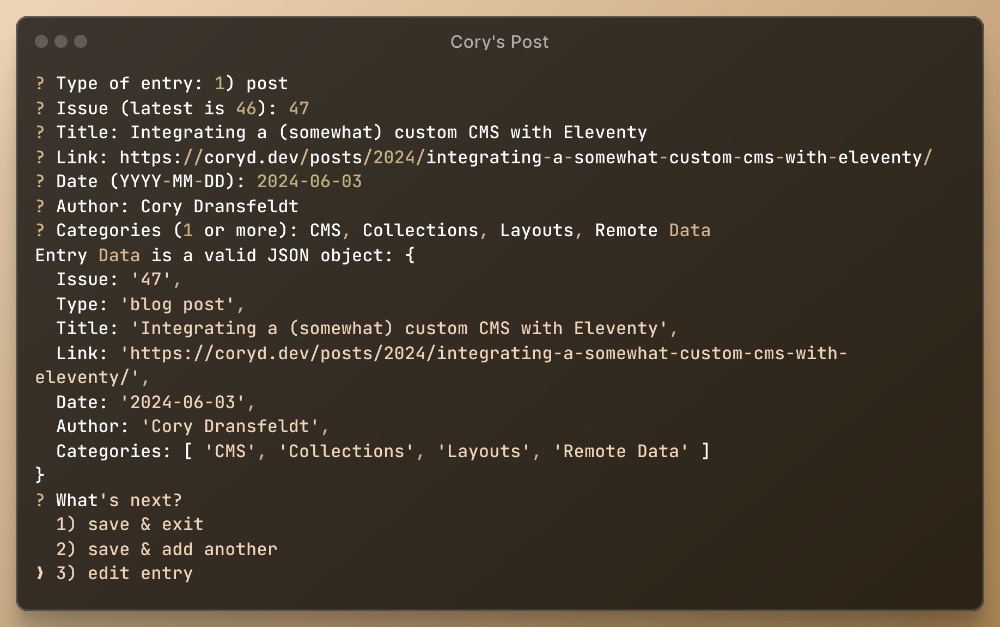 Cory's Post
? Type of entry: 1) post
? Issue (latest is 46): 47
? Title: Integrating a (somewhat) custom CMS with Eleventy
? Link: https://coryd.dev/posts/2024/integrating-a-somewhat-custom-cms-with-eleventy/
? Date (YYYY-MM-DD): 2024-06-03
? Author: Cory Dransfeldt
? Categories (1 or more): CMS, Collections, Layouts, Remote Data
Entry Data is a valid JSON object: {
  Issue: '47',
  Type: 'blog post',
  Title: 'Integrating a (somewhat) custom CMS with Eleventy',
  Link: 'https://coryd.dev/posts/2024/integrating-a-somewhat-custom-cms-with-
eleventy/',
  Date: '2024-06-03',
  Author: 'Cory Dransfeldt',
  Categories: [ 'CMS', 'Collections', 'Layouts', 'Remote Data' ]
}
? What's next?
  1) save & exit
  2) save & add another
❯ 3) edit entry